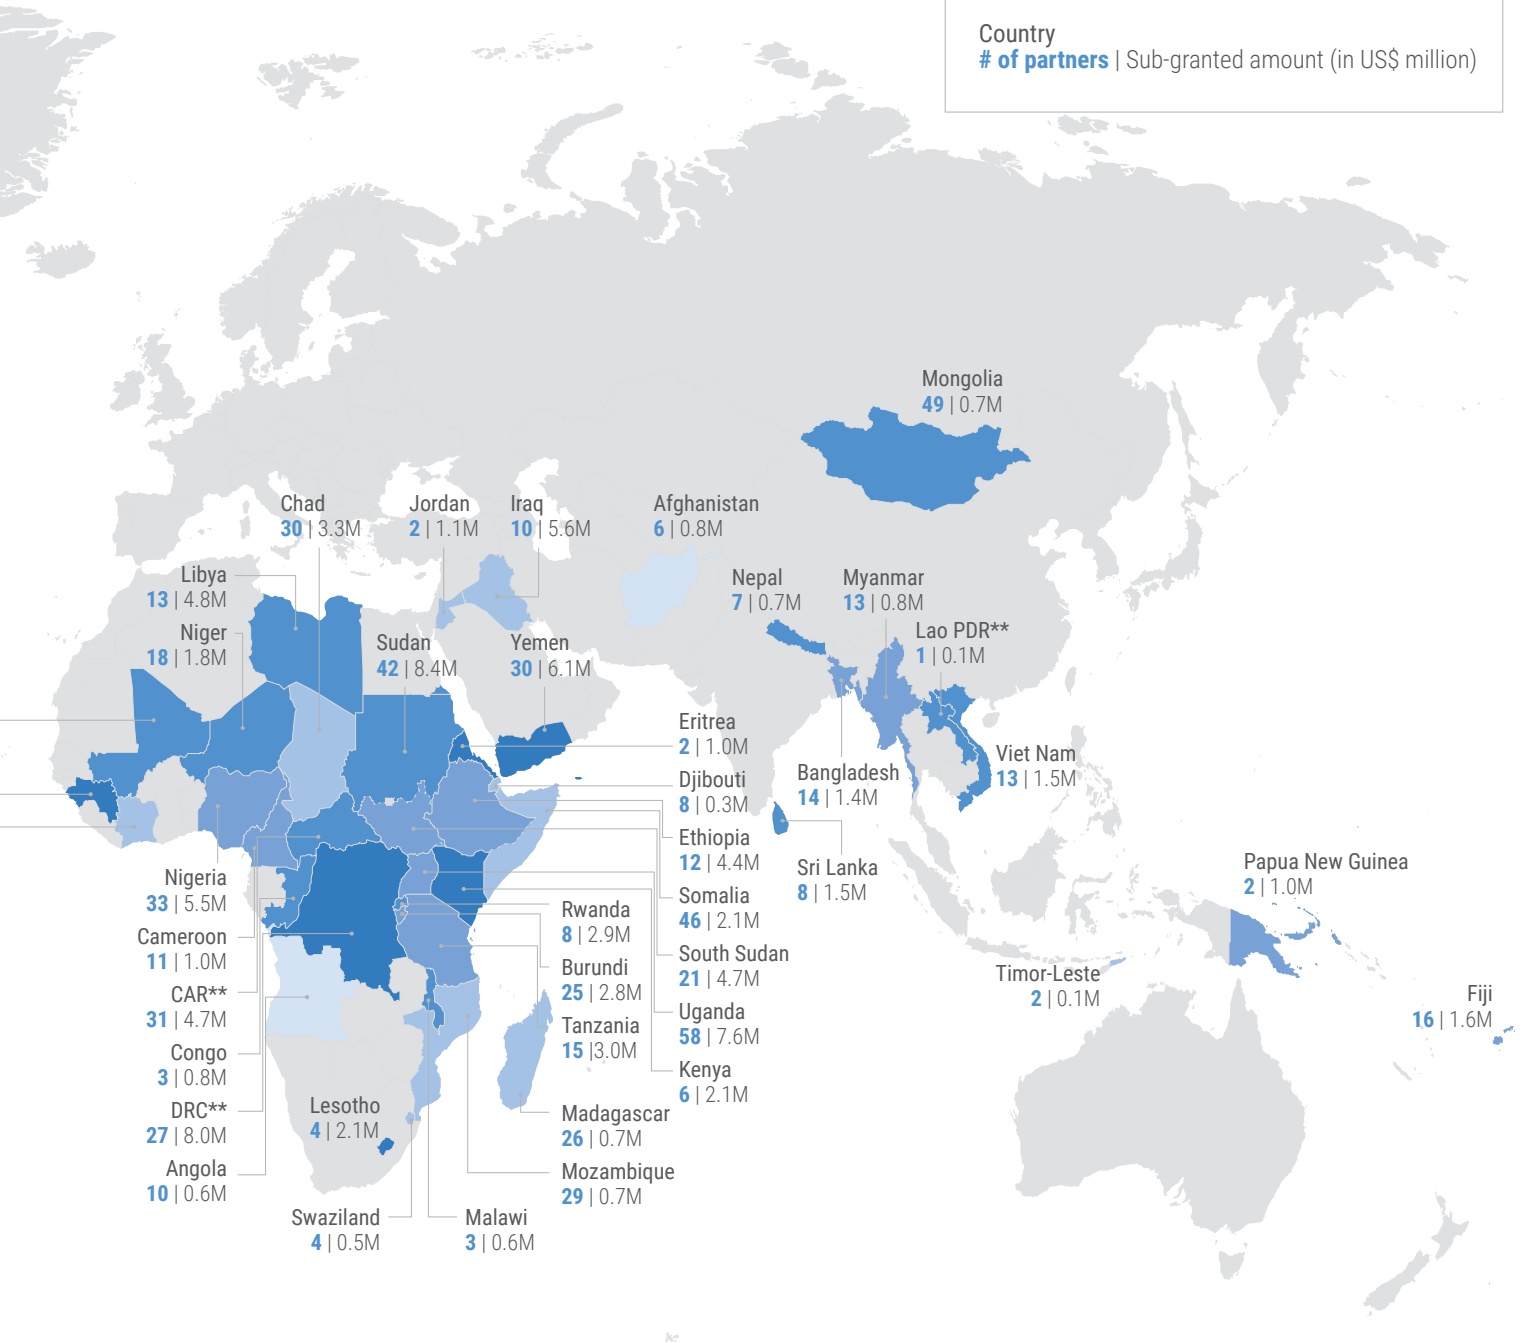 Country
# of partners | Sub-granted amount (in US$ million)
Mongolia
49 | 0.7M
Chad
30 | 3.3M
Jordan
2 | 1.1M
Iraq
10 | 5.6M
Afghanistan
6 | 0.8M
Libya
13 | 4.8M
Nepal
7 | 0.7M
Myanmar
13 | 0.8M
Niger
18 | 1.8M
Sudan
42 | 8.4M
Yemen
30 | 6.1M
Lao PDR**
1 | 0.1M
Eritrea
2 | 1.0M
Djibouti
8 | 0.3M
Bangladesh
14 | 1.4M
Viet Nam
13 | 1.5M
Ethiopia
12 | 4.4M
Sri Lanka
8 | 1.5M
Papua New Guinea
2 | 1.0M
Nigeria
33 | 5.5M
Somalia
46 | 2.1M
Rwanda
8 | 2.9M
Cameroon
11 | 1.0M
South Sudan
21 | 4.7M
Burundi
25 | 2.8M
Timor-Leste
2 | 0.1M
CAR**
31 | 4.7M
Fiji
16 | 1.6M
Uganda
58 | 7.6M
Tanzania
15 |3.0M
Congo
3 | 0.8M
Kenya
6 | 2.1M
DRC**
27 | 8.0M
Lesotho
4 | 2.1M
Madagascar
26 | 0.7M
Angola
10 | 0.6M
Mozambique
29 | 0.7M
Swaziland
4 | 0.5M
Malawi
3 | 0.6M